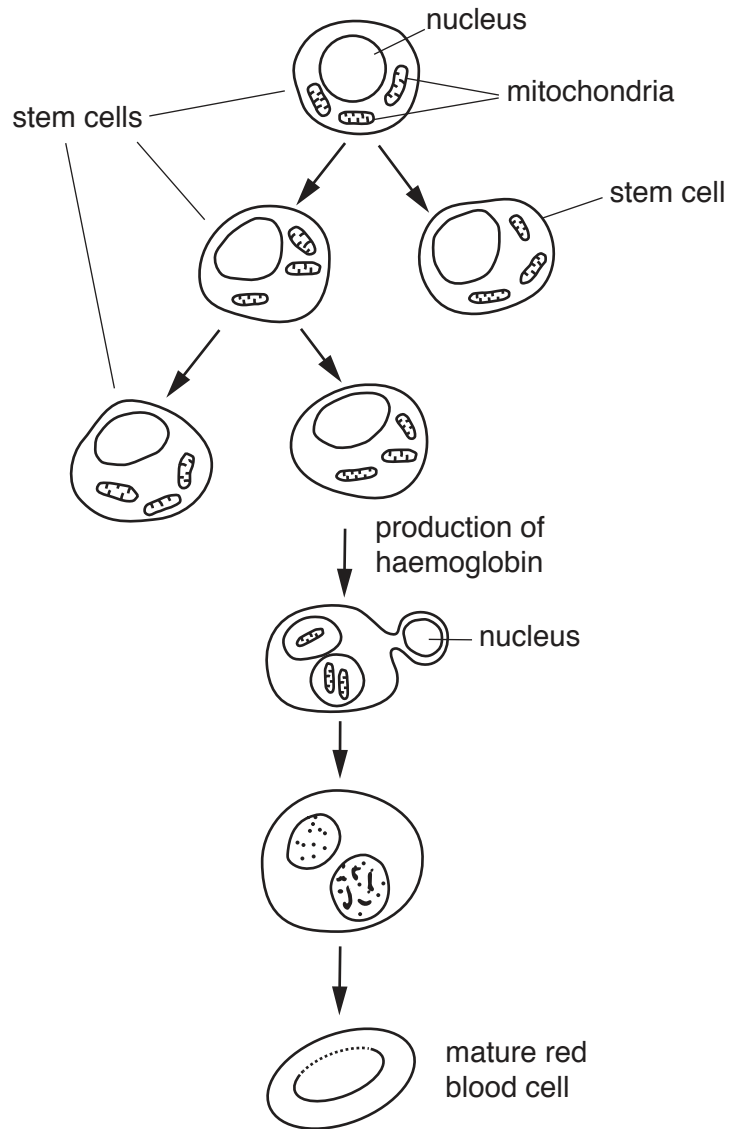 nucleus
mitochondria
stem cells
stem cell
production of
haemoglobin
nucleus
mature red
blood cell